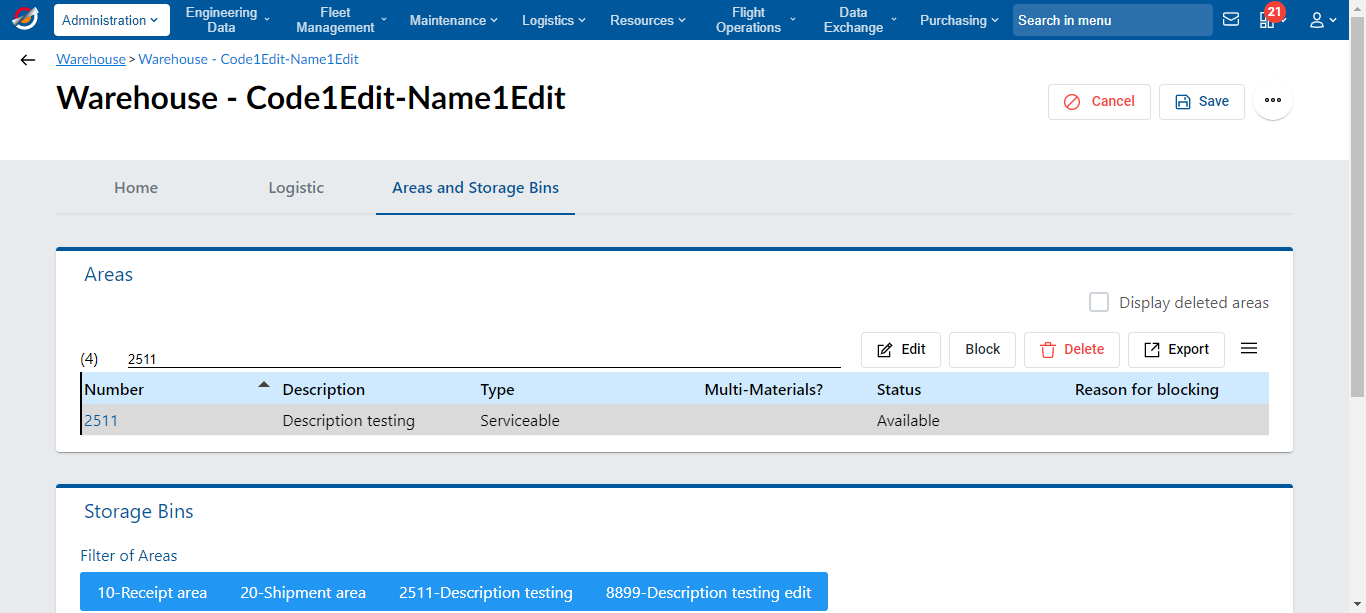 Administration
Engineering Data
Fleet Management
Maintenance
Logistics
Resources
Flight Operations
Data Exchange
Purchasing
Search in menu
21
Warehouse > Warehouse - Code1Edit-Name1Edit
Warehouse - Code1Edit-Name1Edit
Cancel
Save
Home
Logistic
Areas and Storage Bins
Areas
Display deleted areas
(4) 2511
Edit
Block
Delete
Export
Number Description Type Multi-Materials? Status Reason for blocking
2511 Description testing Serviceable Available
Storage Bins
Filter of Areas
10-Receipt area 20-Shipment area 2511-Description testing 8899-Description testing edit